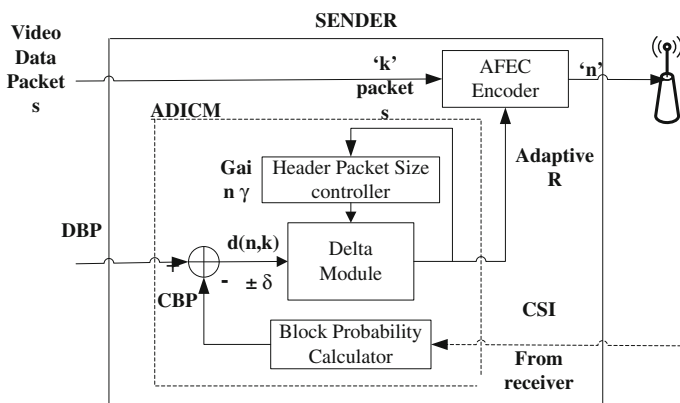 Video
Data
Packet
s
SENDER
'k'
packet
s
AFEC
Encoder
'n'
ADICM
Adaptive
R
Gai
n γ
Header Packet Size
controller
DBP
+
-
d(n,k)
± δ
Delta
Module
CBP
Block Probability
Calculator
CSI
From
receiver